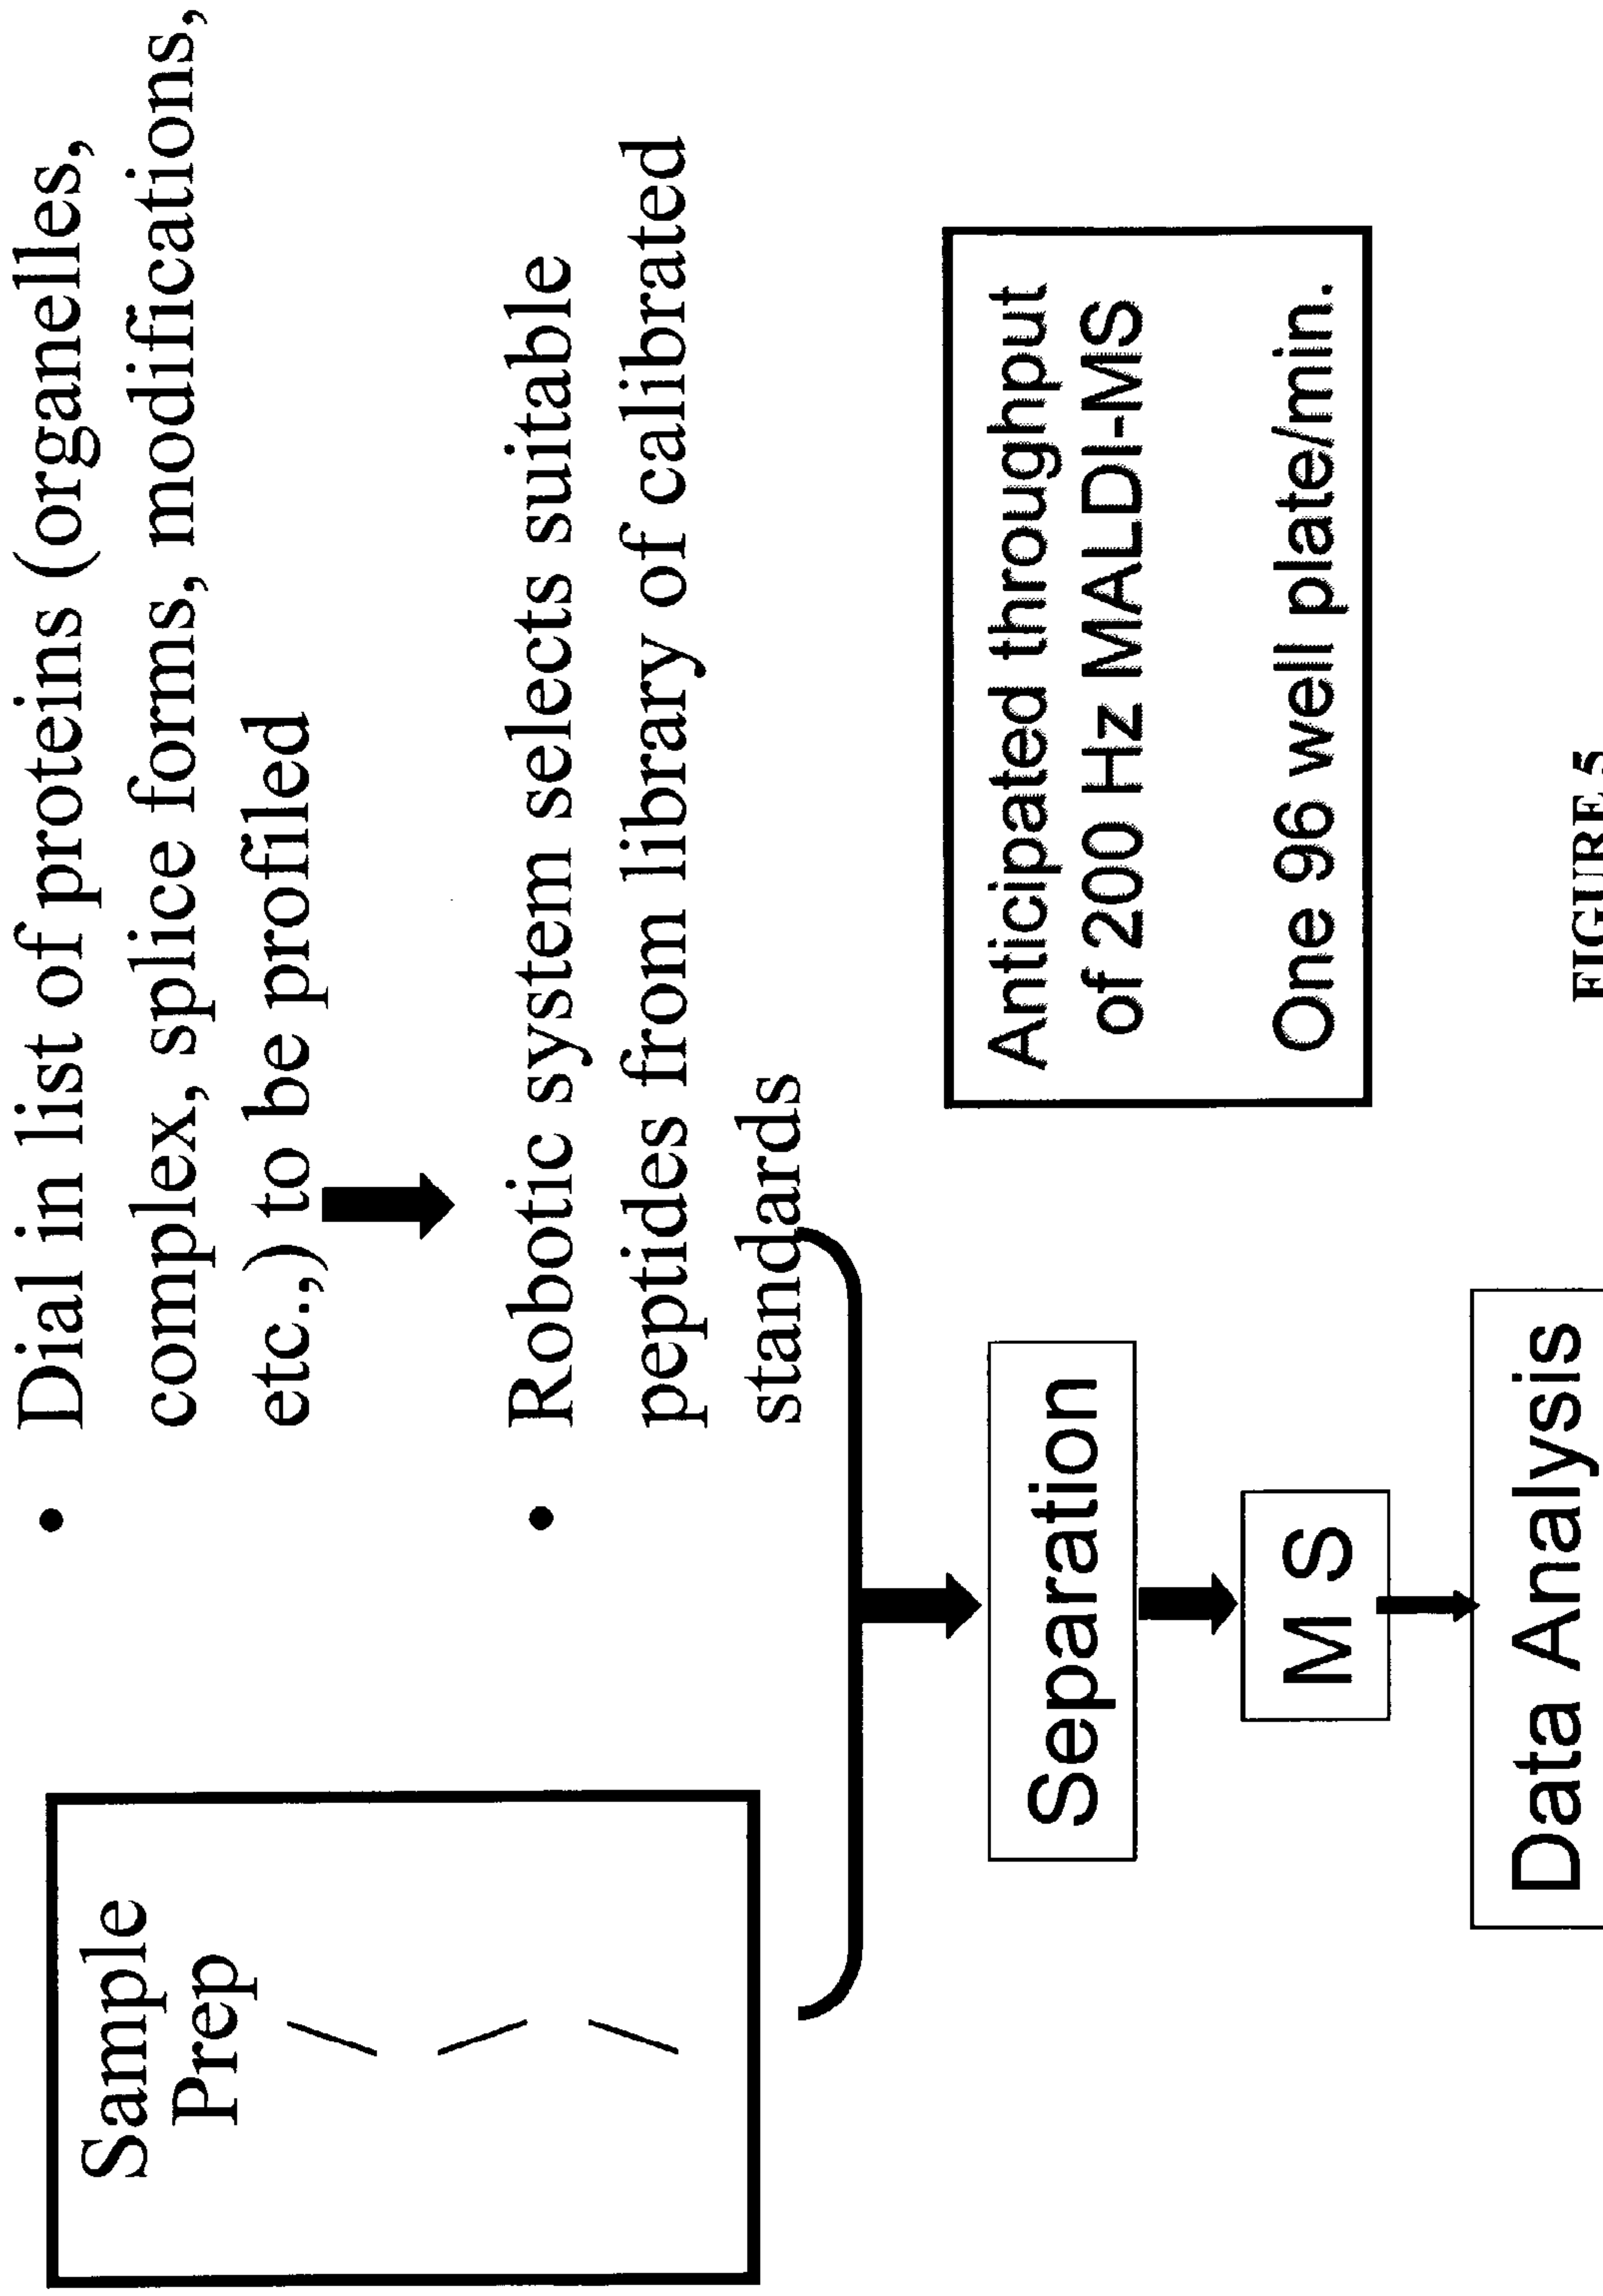 Sample
Prep
• Dial in list of proteins (organelles,
complex, splice forms, modifications,
etc.,) to be profiled
• Robotic system selects suitable
peptides from library of calibrated
standards
Separation
M S
Data Analysis
Anticipated throughput
of 200 Hz MALDI-MS
One 96 well plate/min.
FIGURE 5